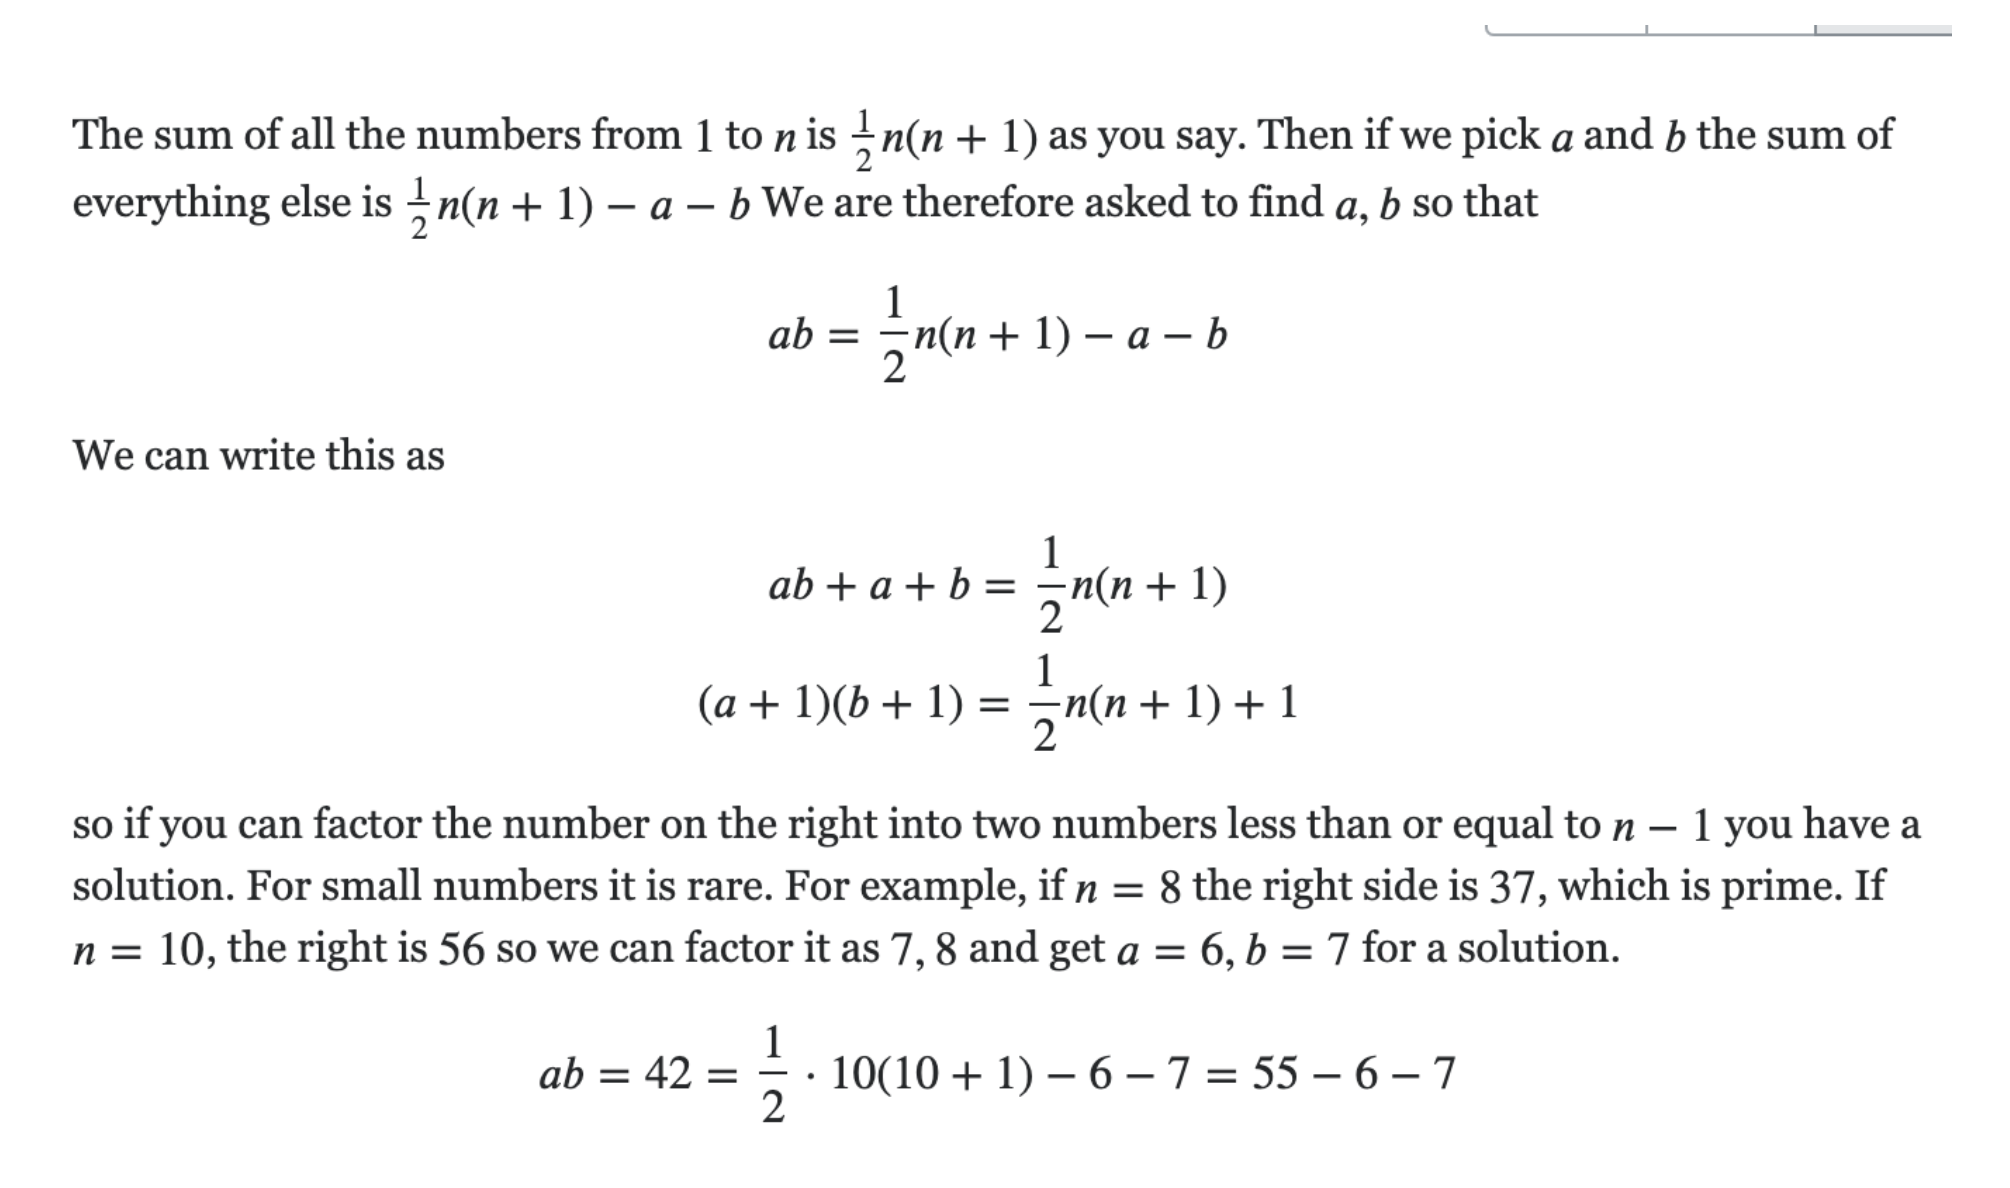 The sum of all the numbers from 1 to n is \frac{1}{2}n(n + 1) as you say. Then if we pick a and b the sum of
everything else is \frac{1}{2}n(n + 1) − a − b We are therefore asked to find a, b so that
ab = \frac{1}{2}n(n + 1) − a − b
We can write this as
ab + a + b = \frac{1}{2}n(n + 1)
(a + 1)(b + 1) = \frac{1}{2}n(n + 1) + 1
so if you can factor the number on the right into two numbers less than or equal to n − 1 you have a
solution. For small numbers it is rare. For example, if n = 8 the right side is 37, which is prime. If
n = 10, the right is 56 so we can factor it as 7, 8 and get a = 6, b = 7 for a solution.
ab = 42 = \frac{1}{2} · 10(10 + 1) − 6 − 7 = 55 − 6 − 7